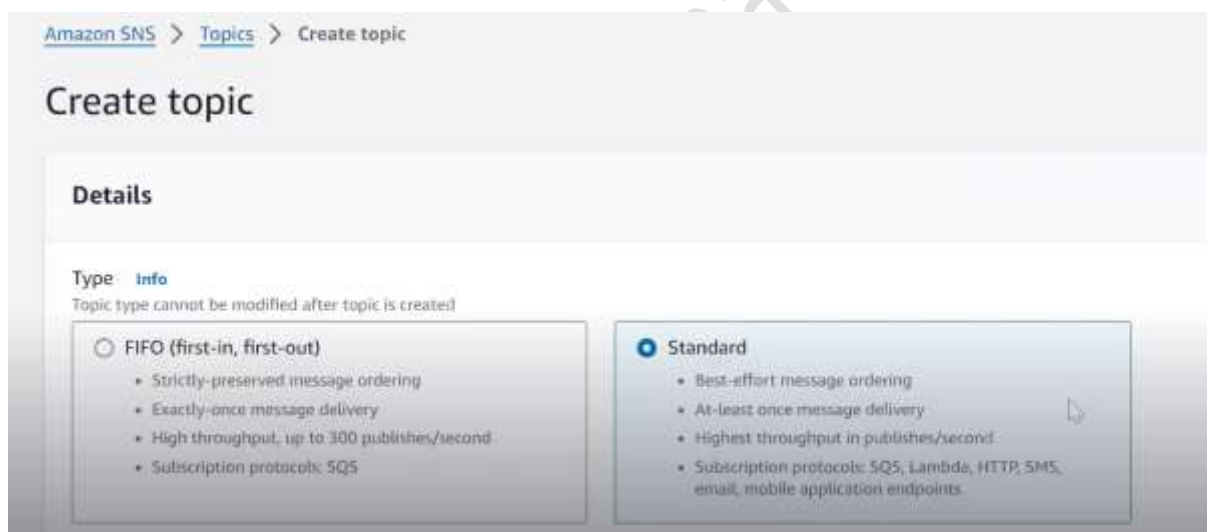 Amazon SNS > Topics > Create topic
Create topic
Details
Type Info
Topic type cannot be modified after topic is created
FIFO (first-in, first-out)
• Strictly-preserved message ordering
• Exactly-once message delivery
• High throughput, up to 300 publishes/second
• Subscription protocols: SQS
Standard
• Best-effort message ordering
• At-least once message delivery
• Highest throughput in publishes/second
• Subscription protocols: SQS, Lambda, HTTP, SMS,
email, mobile application endpoints